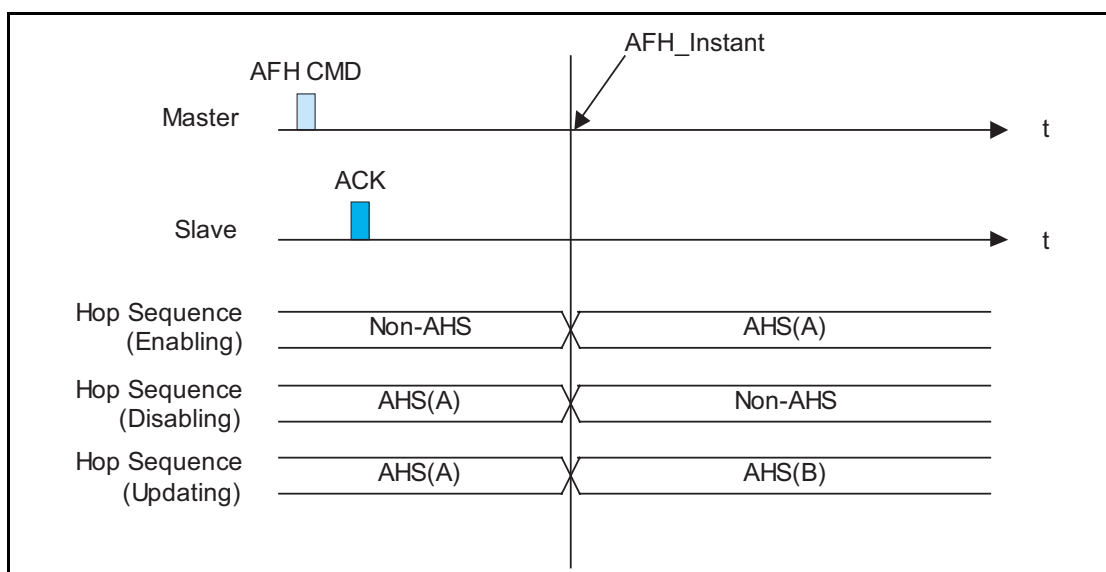 AFH_Instant
AFH CMD
Master
t
ACK
Slave
t
Hop Sequence
(Enabling)
Non-AHS
AHS(A)
Hop Sequence
(Disabling)
AHS(A)
Non-AHS
Hop Sequence
(Updating)
AHS(A)
AHS(B)